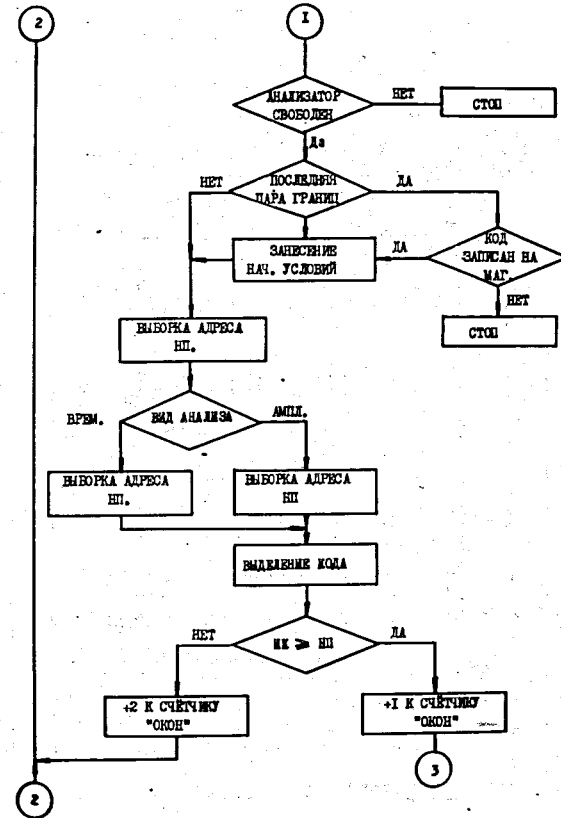 2
I
АНАЛИЗАТОР
СВОБОДЕН
НЕТ
СТОП
Да
ПОСЛЕДНЯЯ
ПАРА ГРАНИЦ
НЕТ
ДА
ЗАНЕСЕНИЕ
НАЧ. УСЛОВИЙ
ДА
КОД
ЗАПИСАН НА
МАГ.
НЕТ
СТОП
ВЫБОРКА АДРЕСА
НП.
ВИД АНАЛИЗА
ВРЕМ.
АМПЛ.
ВЫБОРКА АДРЕСА
НП.
ВЫБОРКА АДРЕСА
НП
ВЫДЕЛЕНИЕ КОДА
НЕТ
ИК ⩾ НП
ДА
+2 К СЧЁТЧИКУ
"ОКОН"
+I К СЧЁТЧИКУ
"ОКОН"
3
2